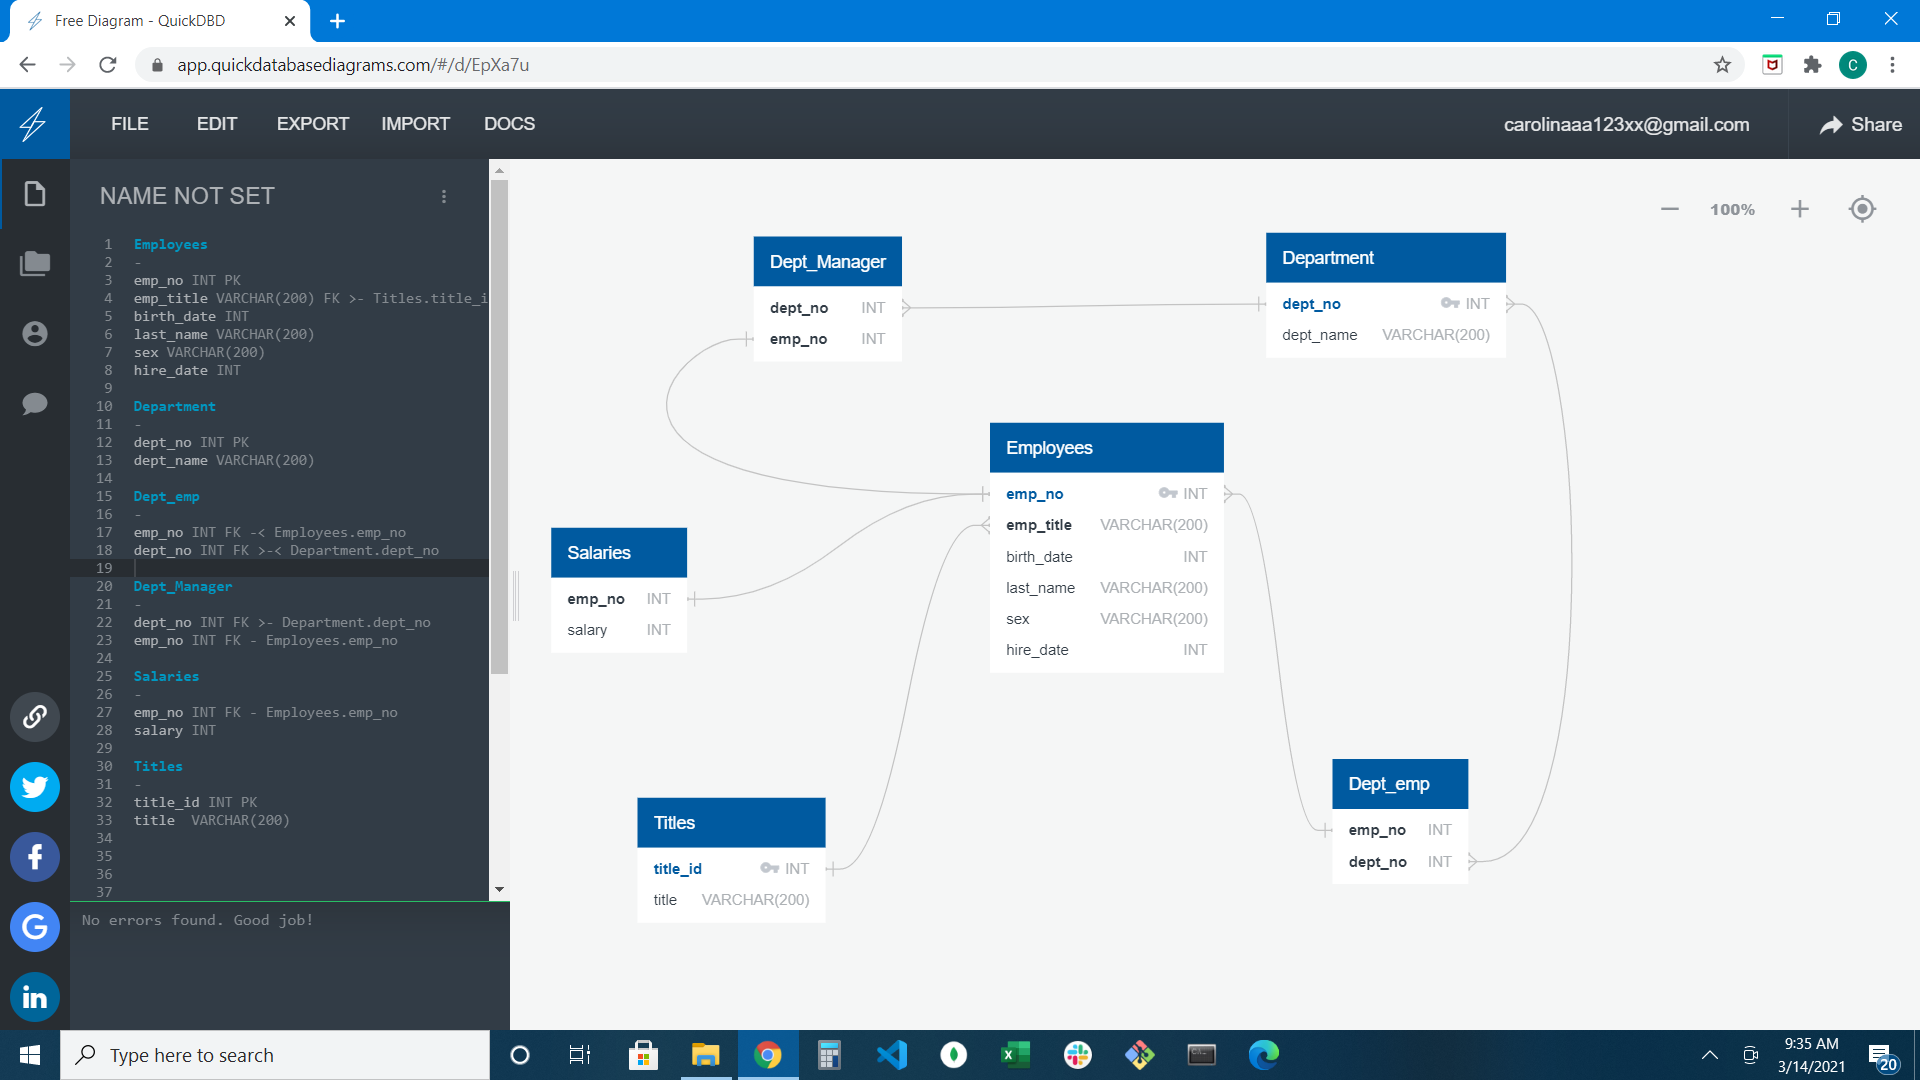 Free Diagram - QuickDBD
app.quickdatabasediagrams.com/#/d/EpXa7u
C
FILE EDIT EXPORT IMPORT DOCS
carolinaaa123xx@gmail.com
Share
NAME NOT SET
1 Employees
2 -
3 emp_no INT PK
4 emp_title VARCHAR(200) FK >- Titles.title_i
5 birth_date INT
6 last_name VARCHAR(200)
7 sex VARCHAR(200)
8 hire_date INT
9
10 Department
11 -
12 dept_no INT PK
13 dept_name VARCHAR(200)
14
15 Dept_emp
16 -
17 emp_no INT FK -< Employees.emp_no
18 dept_no INT FK >-< Department.dept_no
19
20 Dept_Manager
21 -
22 dept_no INT FK >- Department.dept_no
23 emp_no INT FK - Employees.emp_no
24
25 Salaries
26 -
27 emp_no INT FK - Employees.emp_no
28 salary INT
29
30 Titles
31 -
32 title_id INT PK
33 title VARCHAR(200)
34
35
36
37
No errors found. Good job!
100%
Dept_Manager
dept_no INT
emp_no INT
Department
dept_no INT
dept_name VARCHAR(200)
Employees
emp_no INT
emp_title VARCHAR(200)
birth_date INT
last_name VARCHAR(200)
sex VARCHAR(200)
hire_date INT
Salaries
emp_no INT
salary INT
Titles
title_id INT
title VARCHAR(200)
Dept_emp
emp_no INT
dept_no INT
Type here to search
9:35 AM
3/14/2021
20